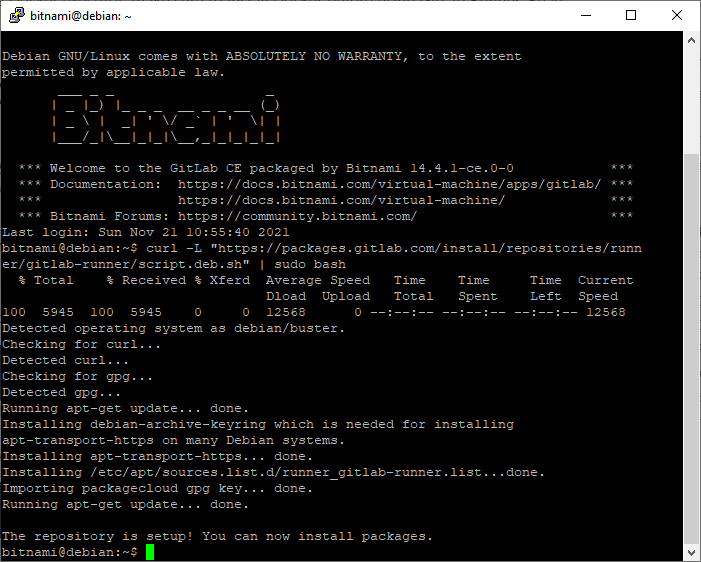 bitnami@debian: ~
Debian GNU/Linux comes with ABSOLUTELY NO WARRANTY, to the extent
permitted by applicable law.
Bitnami
*** Welcome to the GitLab CE packaged by Bitnami 14.4.1-ce.0-0 ***
*** Documentation: https://docs.bitnami.com/virtual-machine/apps/gitlab/ ***
*** https://docs.bitnami.com/virtual-machine/ ***
*** Bitnami Forums: https://community.bitnami.com/ ***
Last login: Sun Nov 21 10:55:40 2021
bitnami@debian:~$ curl -L "https://packages.gitlab.com/install/repositories/runn
er/gitlab-runner/script.deb.sh" | sudo bash
% Total % Received % Xferd Average Speed Time Time Time Current
Dload Upload Total Spent Left Speed
100 5945 100 5945 0 0 12568 0 --:--:-- --:--:-- --:--:-- 12568
Detected operating system as debian/buster.
Checking for curl...
Detected curl...
Checking for gpg...
Detected gpg...
Running apt-get update... done.
Installing debian-archive-keyring which is needed for installing
apt-transport-https on many Debian systems.
Installing apt-transport-https... done.
Installing /etc/apt/sources.list.d/runner_gitlab-runner.list...done.
Importing packagecloud gpg key... done.
Running apt-get update... done.
The repository is setup! You can now install packages.
bitnami@debian:~$